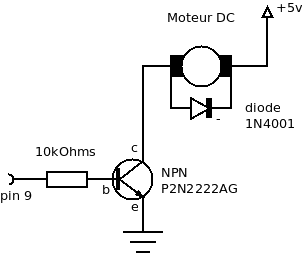 +5v
Moteur DC
-
diode
1N4001
10kOhms
c
NPN
P2N2222AG
b
pin 9
e